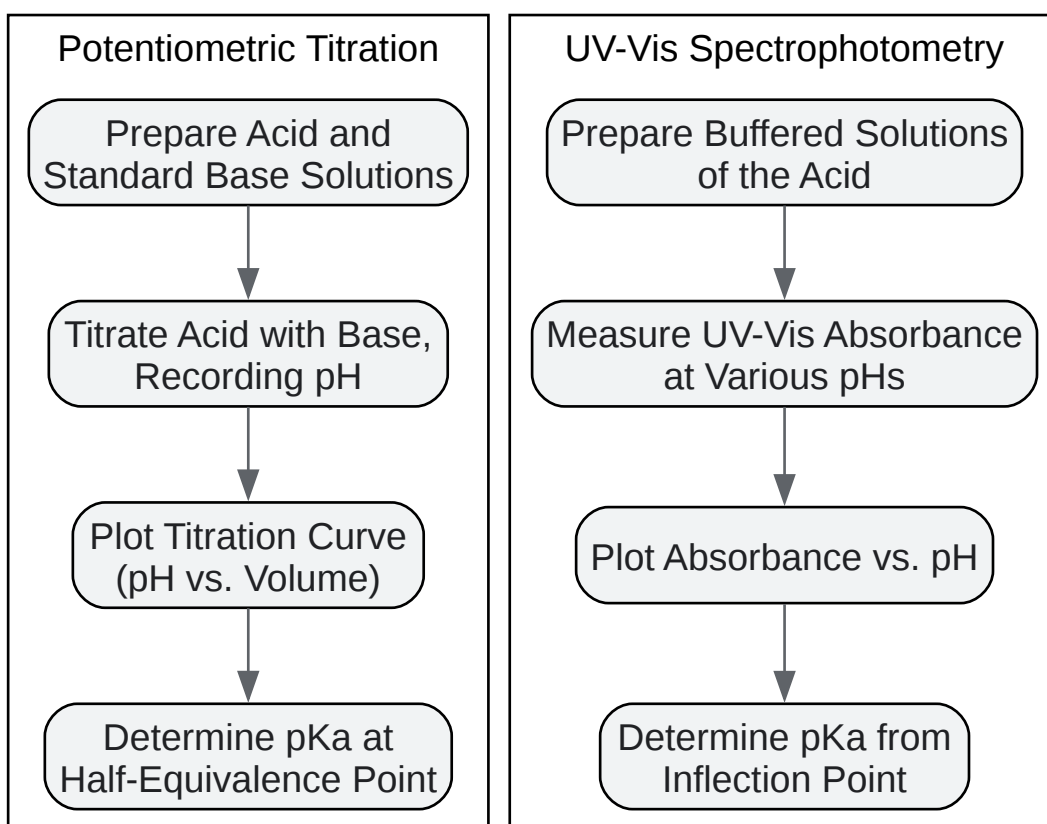 Potentiometric Titration
Prepare Acid and
Standard Base Solutions
Titrate Acid with Base,
Recording pH
Plot Titration Curve
(pH vs. Volume)
Determine pKa at
Half-Equivalence Point
UV-Vis Spectrophotometry
Prepare Buffered Solutions
of the Acid
Measure UV-Vis Absorbance
at Various pHs
Plot Absorbance vs. pH
Determine pKa from
Inflection Point